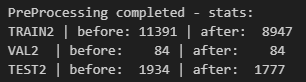 PreProcessing completed - stats:
TRAIN2 | before: 11391 | after:  8947
VAL2   | before:    84 | after:    84
TEST2  | before:  1934 | after:  1777